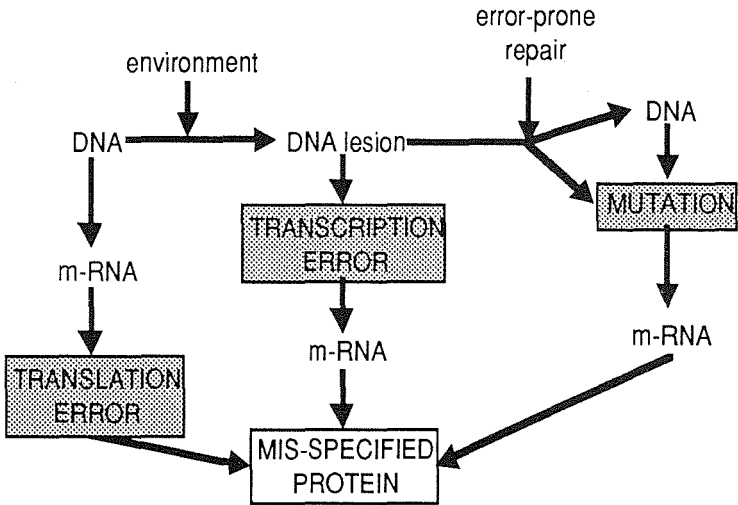 error-prone
repair
environment
DNA
DNA
DNA lesion
MUTATION
TRANSCRIPTION
ERROR
m-RNA
m-RNA
m-RNA
TRANSLATION
ERROR
MIS-SPECIFIED
PROTEIN